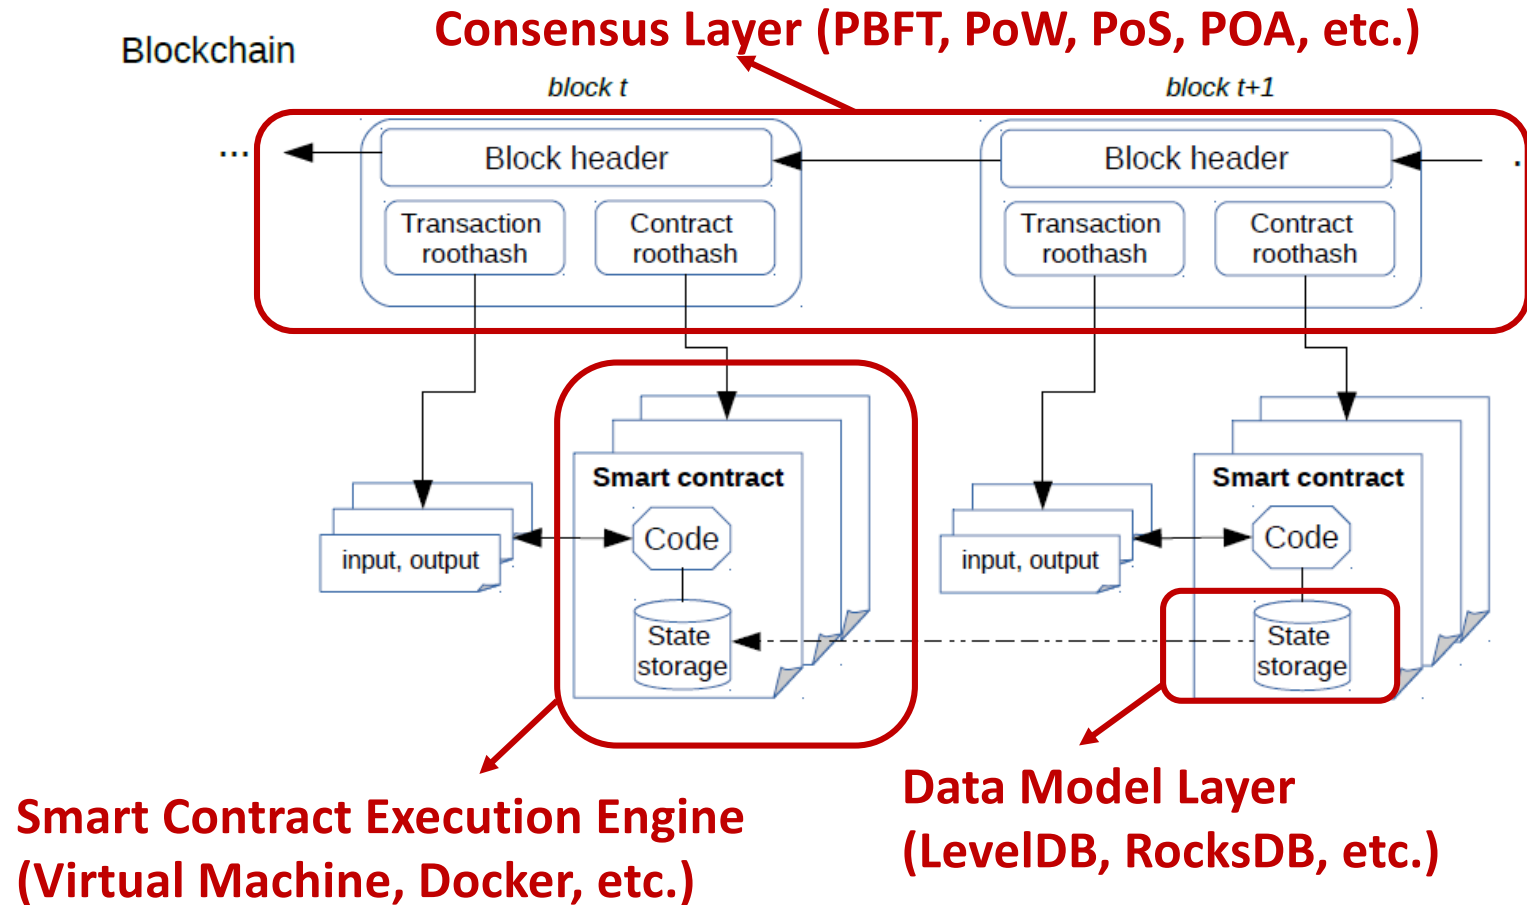 Consensus Layer (PBFT, PoW, PoS, POA, etc.)
Blockchain
block t
block t+1
...
Block header
Block header
.
Transaction
roothash
Contract
roothash
Transaction
roothash
Contract
roothash
Smart contract
Code
input, output
State
storage
Smart contract
Code
input, output
State
storage
Smart Contract Execution Engine
(Virtual Machine, Docker, etc.)
Data Model Layer
(LevelDB, RocksDB, etc.)